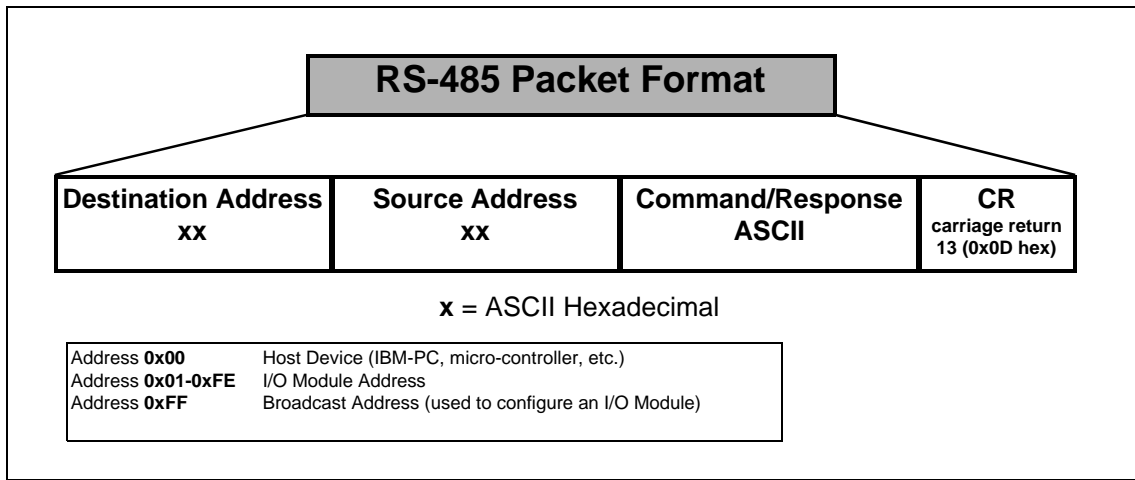 RS-485 Packet Format
Destination Address
xx
Source Address
xx
Command/Response
ASCII
CR
carriage return
13 (0x0D hex)
x = ASCII Hexadecimal
Address 0x00 Host Device (IBM-PC, micro-controller, etc.)
Address 0x01-0xFE I/O Module Address
Address 0xFF Broadcast Address (used to configure an I/O Module)